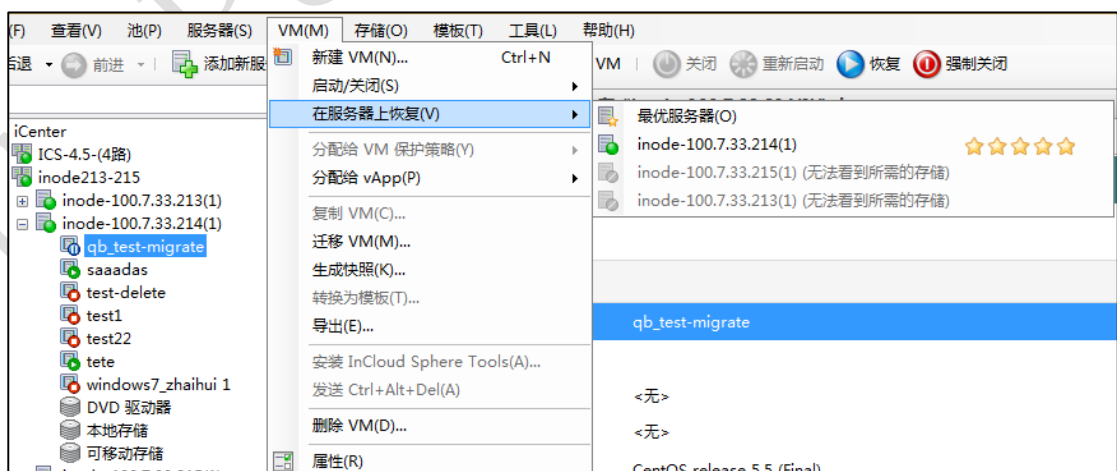 (F) 查看(V) 池(P) 服务器(S) VM(M) 存储(O) 模板(T) 工具(L) 帮助(H)
后退 前进 添加新服 VM 关闭 重新启动 恢复 强制关闭
新建 VM(N)... Ctrl+N
启动/关闭(S)
在服务器上恢复(V)
分配给 VM 保护策略(Y)
分配给 vApp(P)
复制 VM(C)...
迁移 VM(M)...
生成快照(K)...
转换为模板(T)...
导出(E)...
安装 InCloud Sphere Tools(A)...
发送 Ctrl+Alt+Del(A)
删除 VM(D)...
属性(R)
最优服务器(O)
inode-100.7.33.214(1)
inode-100.7.33.215(1) (无法看到所需的存储)
inode-100.7.33.213(1) (无法看到所需的存储)
iCenter
ICS-4.5-(4路)
inode213-215
inode-100.7.33.213(1)
inode-100.7.33.214(1)
qb_test-migrate
saaadas
test-delete
test1
test22
tete
windows7_zhaihui 1
DVD 驱动器
本地存储
可移动存储
qb_test-migrate
<无>
<无>
CentOS release 5.5 (Final)